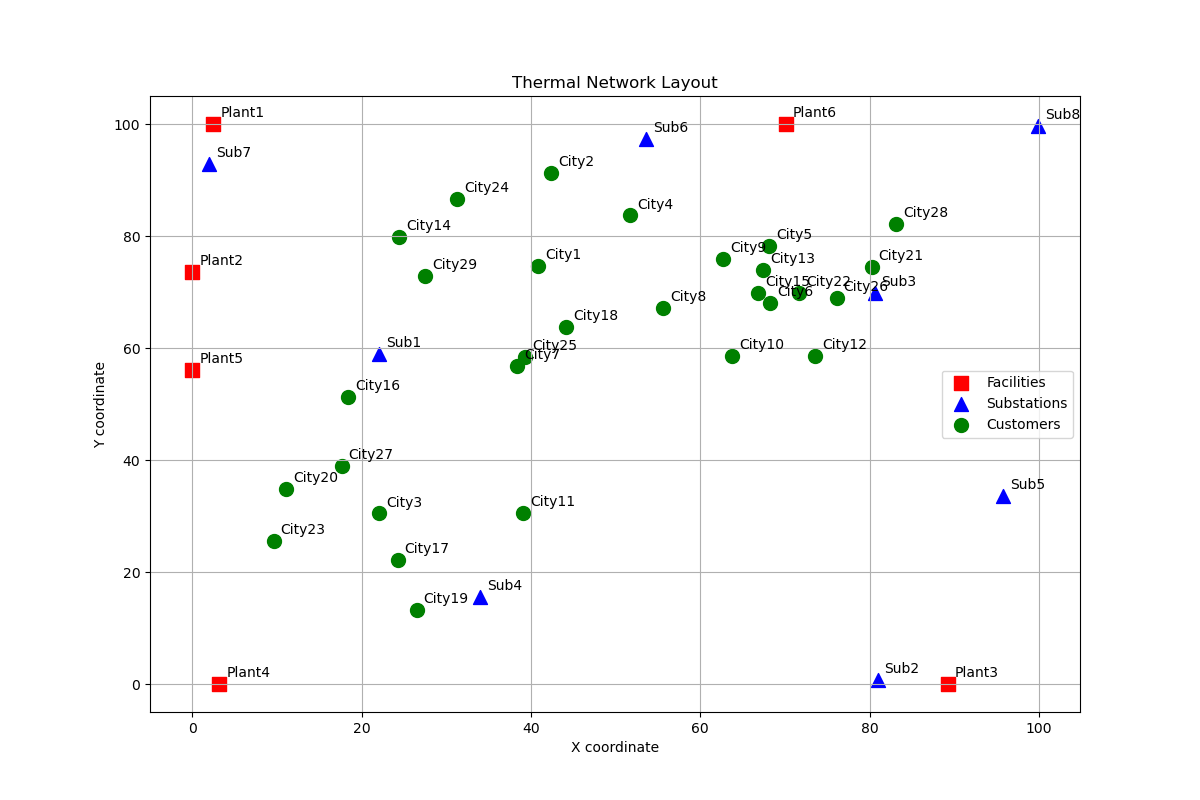 Thermal Network Layout
Plant1
Plant6
Sub8
Sub6
Sub7
City2
City24
City4
City28
City14
City5
City9
Plant2
City29
City1
City13
City21
City15
City22
City6
City26
Sub3
City8
City18
City25
City7
Sub1
City10
City12
Plant5
City16
City27
City20
City3
City11
City23
City17
City19
Sub4
Sub5
Plant4
Sub2
Plant3
Facilities
Substations
Customers
100
80
60
40
20
0
Y coordinate
0 20 40 60 80 100
X coordinate